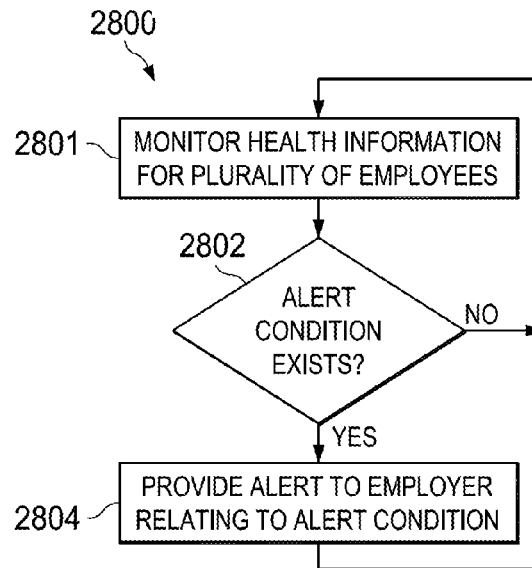 2800
2801
MONITOR HEALTH INFORMATION
FOR PLURALITY OF EMPLOYEES
2802
ALERT
CONDITION
EXISTS?
NO
YES
2804
PROVIDE ALERT TO EMPLOYER
RELATING TO ALERT CONDITION